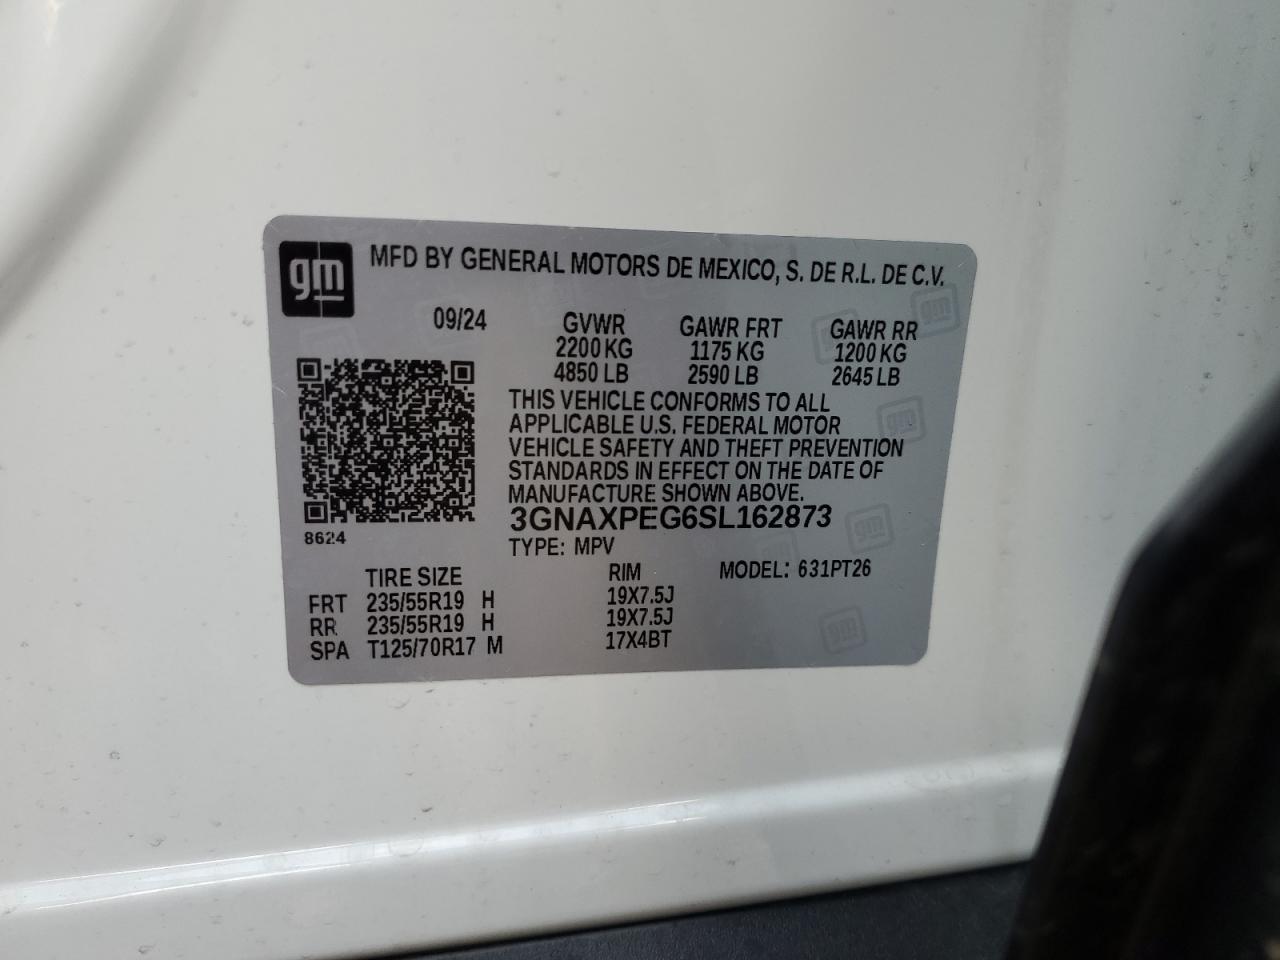 gm
MFD BY GENERAL MOTORS DE MEXICO, S. DE R.L. DE C.V.
09/24 GVWR GAWR FRT GAWR RR
2200 KG 1175 KG 1200 KG
4850 LB 2590 LB 2645 LB
THIS VEHICLE CONFORMS TO ALL
APPLICABLE U.S. FEDERAL MOTOR
VEHICLE SAFETY AND THEFT PREVENTION
STANDARDS IN EFFECT ON THE DATE OF
MANUFACTURE SHOWN ABOVE.
3GNAXPEG6SL162873
8624
TYPE: MPV
TIRE SIZE RIM MODEL: 631PT26
FRT 235/55R19 H 19X7.5J
RR 235/55R19 H 19X7.5J
SPA T125/70R17 M 17X4BT